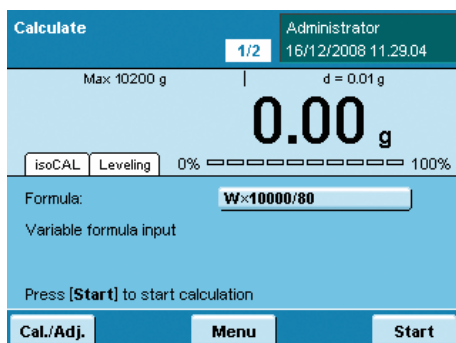 Calculate
1/2
Administrator
16/12/2008 11.29.04
Max 10200 g
d = 0.01 g
0.00 g
isoCAL Leveling 0% 100%
Formula: W×10000/80
Variable formula input
Press [Start] to start calculation
Cal./Adj. Menu Start